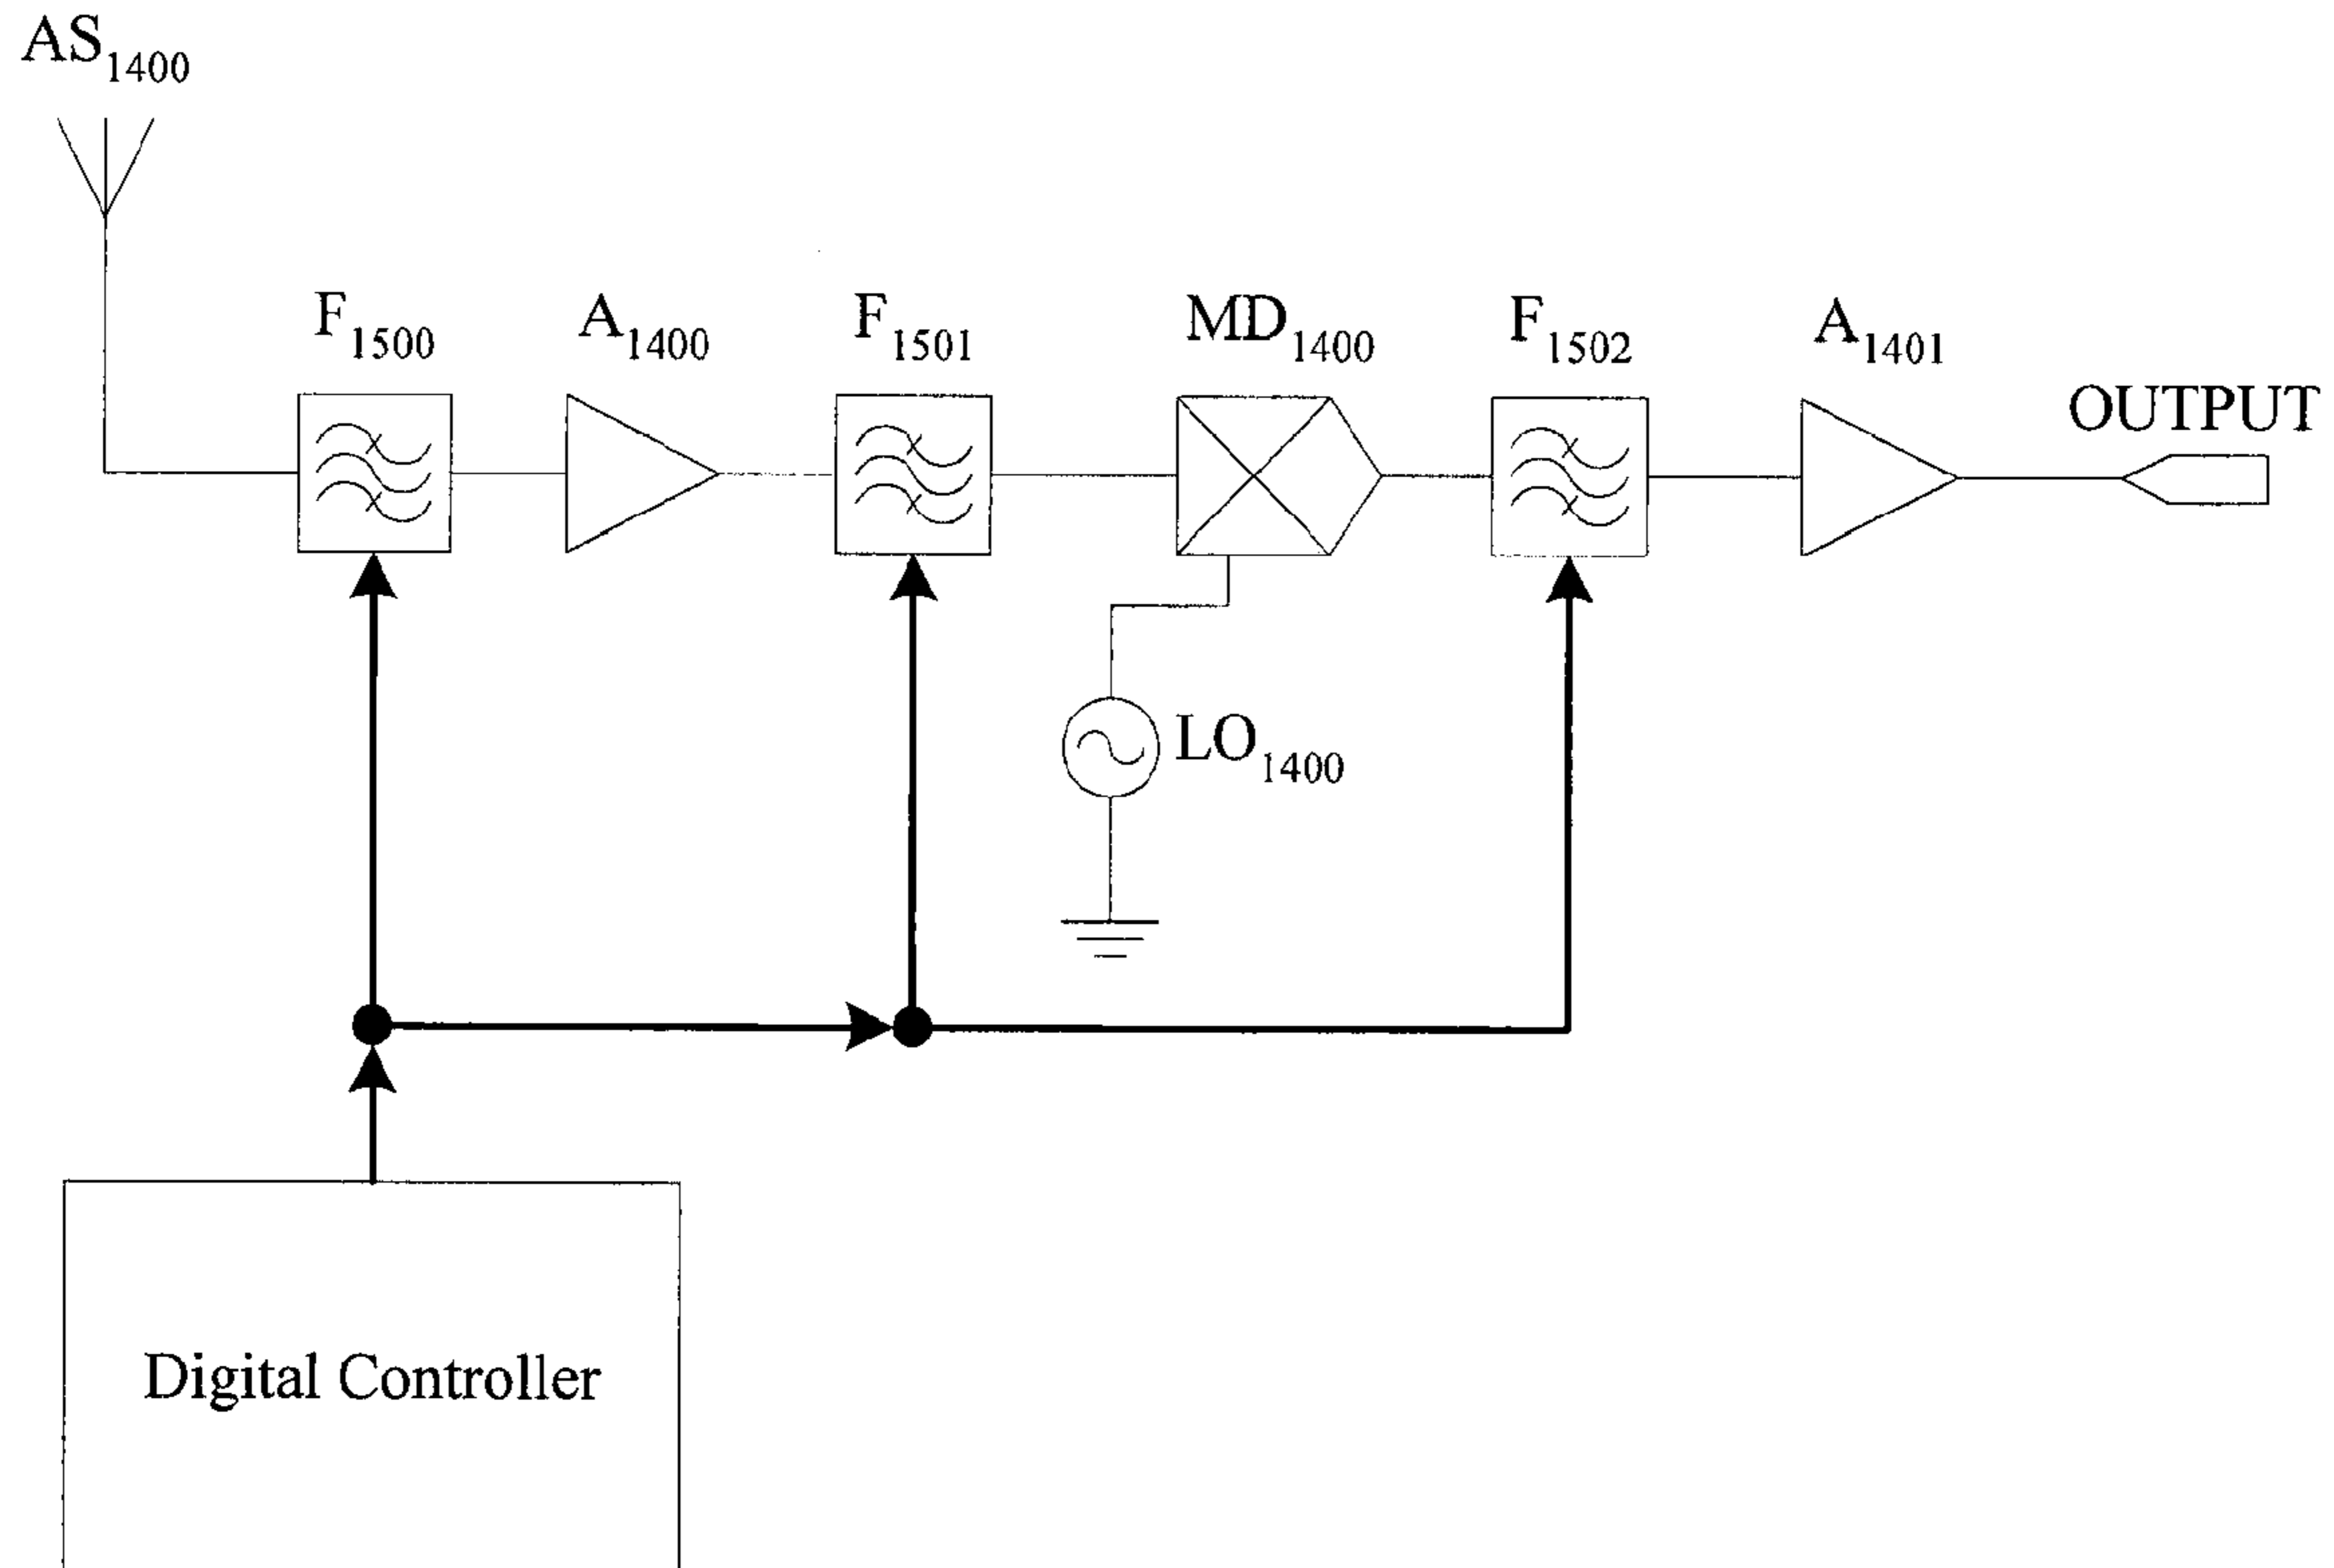 AS1400
F1500
A1400
F1501
MD1400
F1502
A1401
OUTPUT
LO1400
Digital Controller